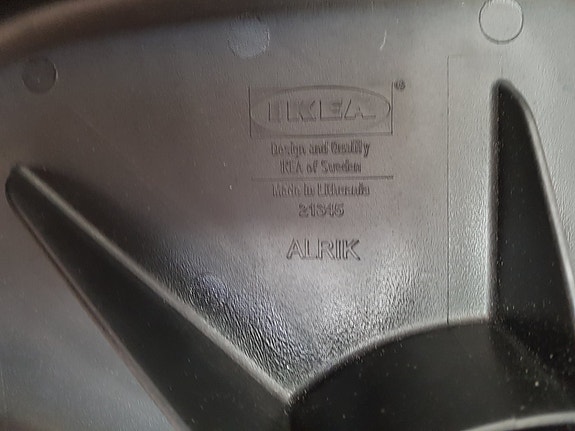 IKEA®
Design and Quality
IKEA of Sweden
Made in Lithuania
21345
ALRIK